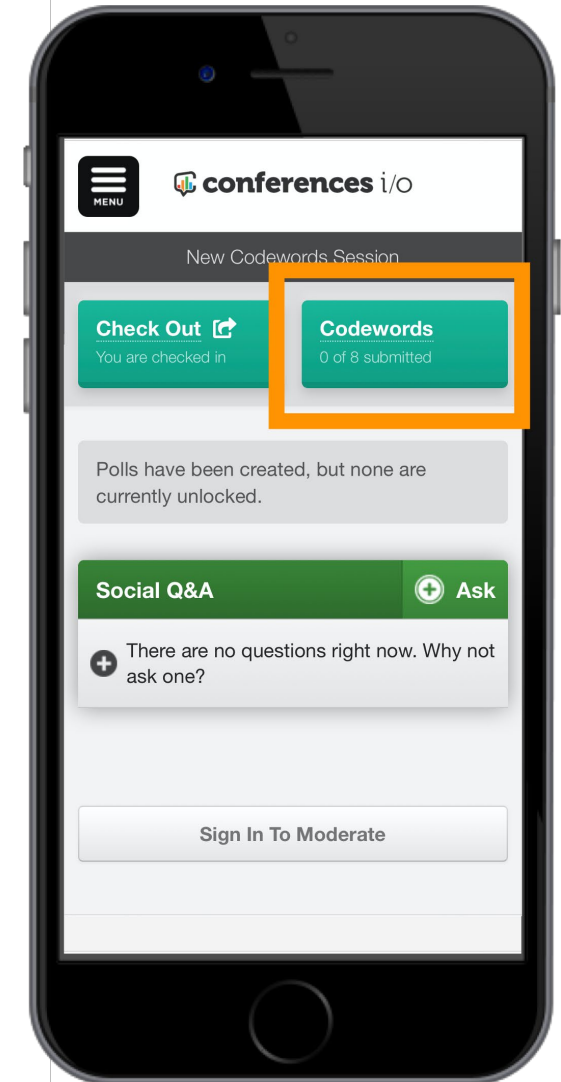 MENU
conferences i/o
New Codewords Session
Check Out
You are checked in
Codewords
0 of 8 submitted
Polls have been created, but none are
currently unlocked.
Social Q&A
Ask
There are no questions right now. Why not
ask one?
Sign In To Moderate